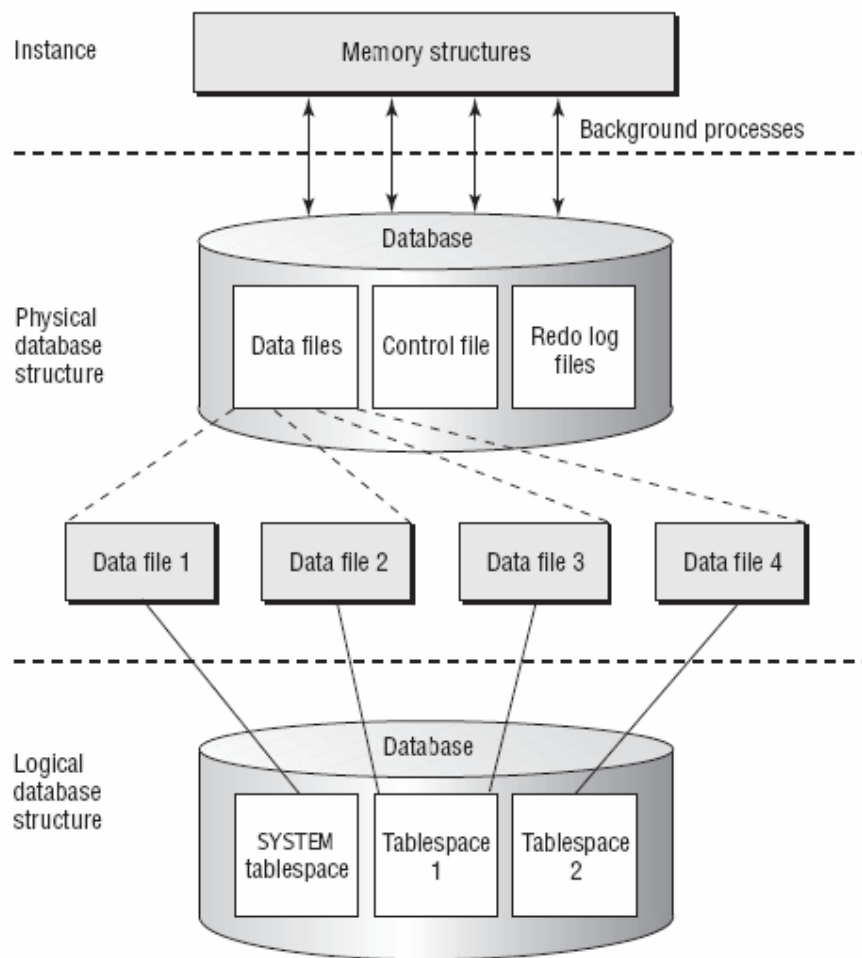 Instance
Memory structures
Background processes
Database
Physical
database
structure
Data files
Control file
Redo log
files
Data file 1
Data file 2
Data file 3
Data file 4
Database
Logical
database
structure
SYSTEM
tablespace
Tablespace
1
Tablespace
2